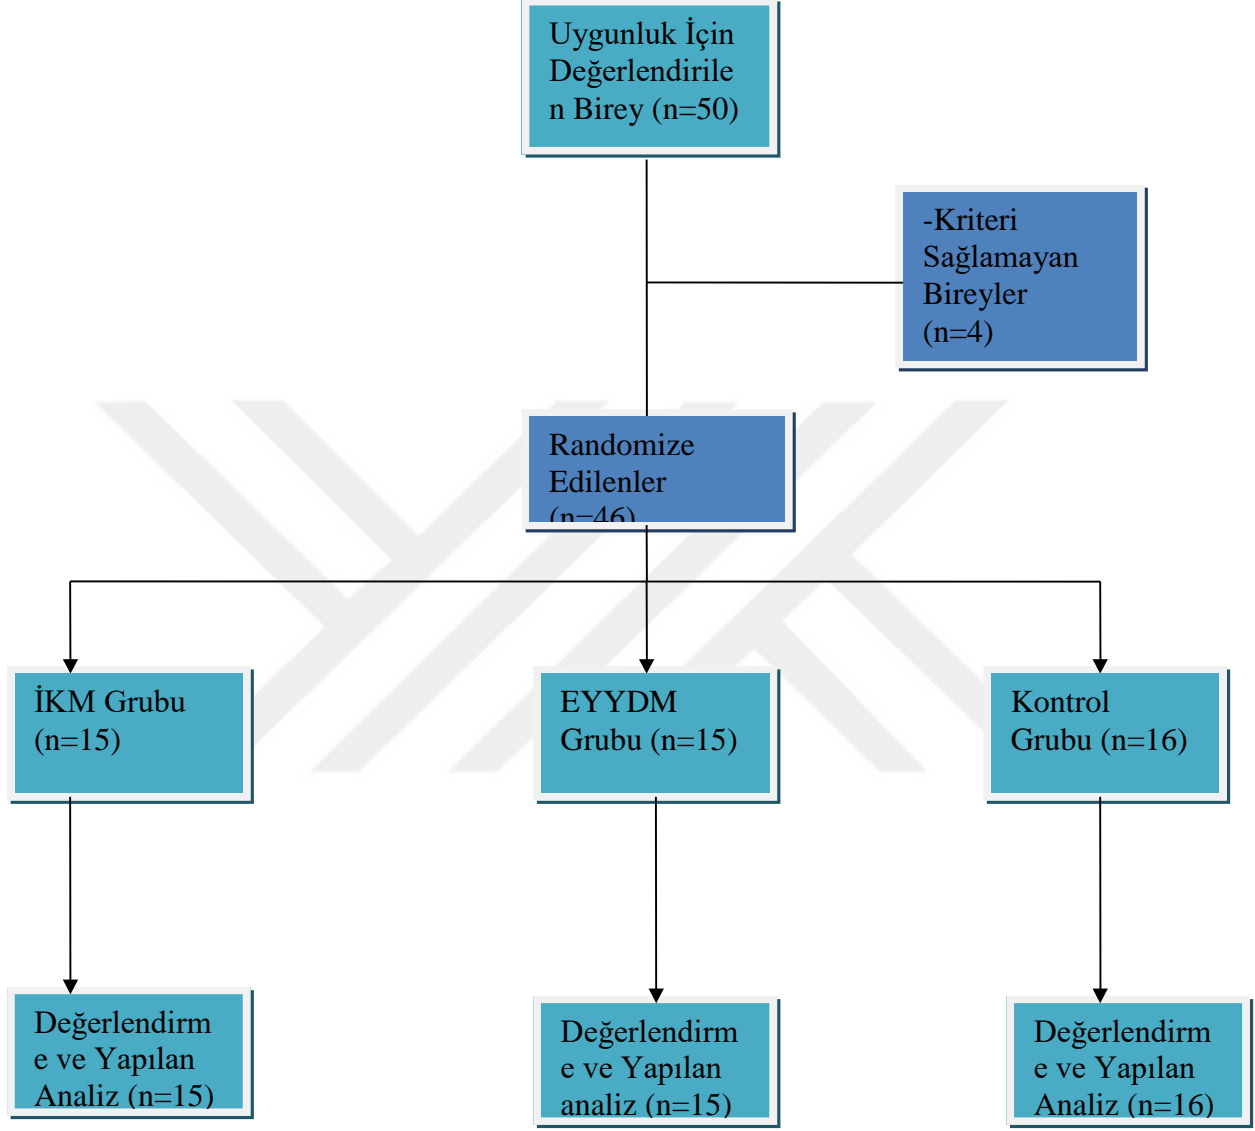 Uygunluk İçin
Değerlendirile
n Birey (n=50)
-Kriteri
Sağlamayan
Bireyler
(n=4)
Randomize
Edilenler
(n=46)
İKM Grubu
(n=15)
EYYDM
Grubu (n=15)
Kontrol
Grubu (n=16)
Değerlendirm
e ve Yapılan
Analiz (n=15)
Değerlendirm
e ve Yapılan
analiz (n=15)
Değerlendirm
e ve Yapılan
Analiz (n=16)